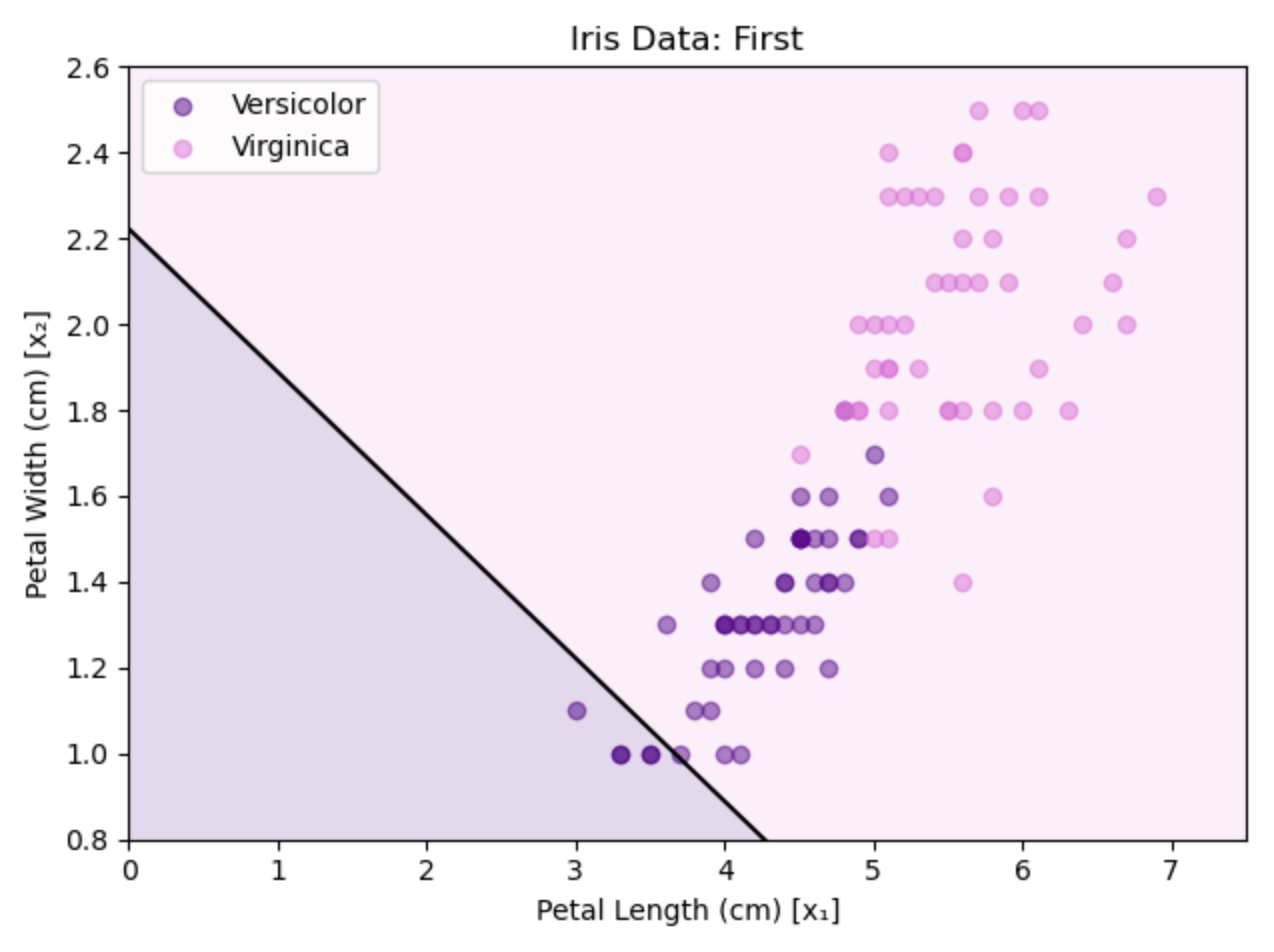 Iris Data: First
Versicolor
Virginica
2.6
2.4
2.2
2.0
1.8
1.6
1.4
1.2
1.0
0.8
Petal Width (cm) [x₂]
0 1 2 3 4 5 6 7
Petal Length (cm) [x₁]